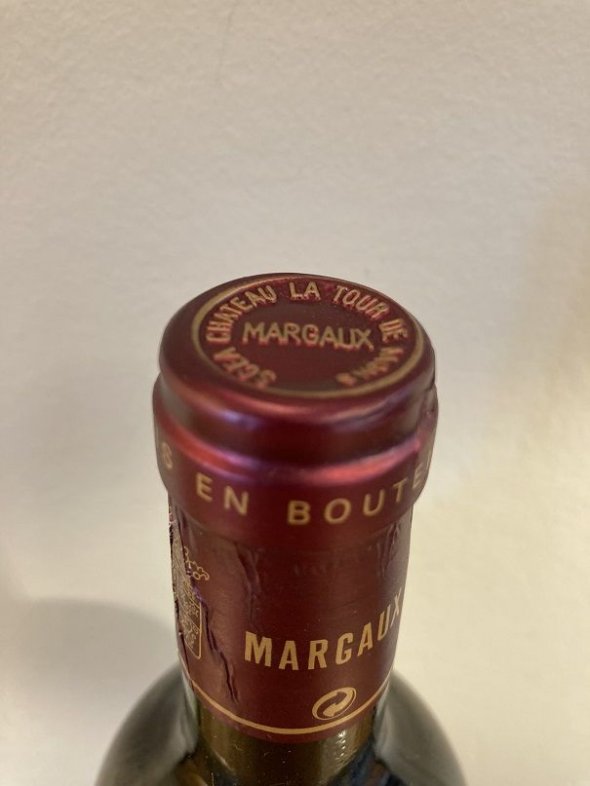 SCEA CHATEAU LA TOUR DE MONS
MARGAUX
S EN BOUTE
MARGAUX